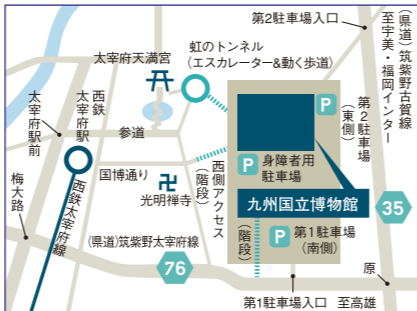 第2駐車場入口
(県道)筑紫野古賀線
至宇美・福岡インター
虹のトンネル
(エスカレーター&動く歩道)
太宰府天満宮
P
第2駐車場
(東側)
西鉄
太宰府駅
太宰府駅前
参道
国博通り
光明禅寺
西側アクセス
(階段)
P 身障者用
駐車場
九州国立博物館
35
梅大路
西鉄太宰府線
(県道)筑紫野太宰府線
76
(階段)
P 第1駐車場
(南側)
原
第1駐車場入口
至高雄